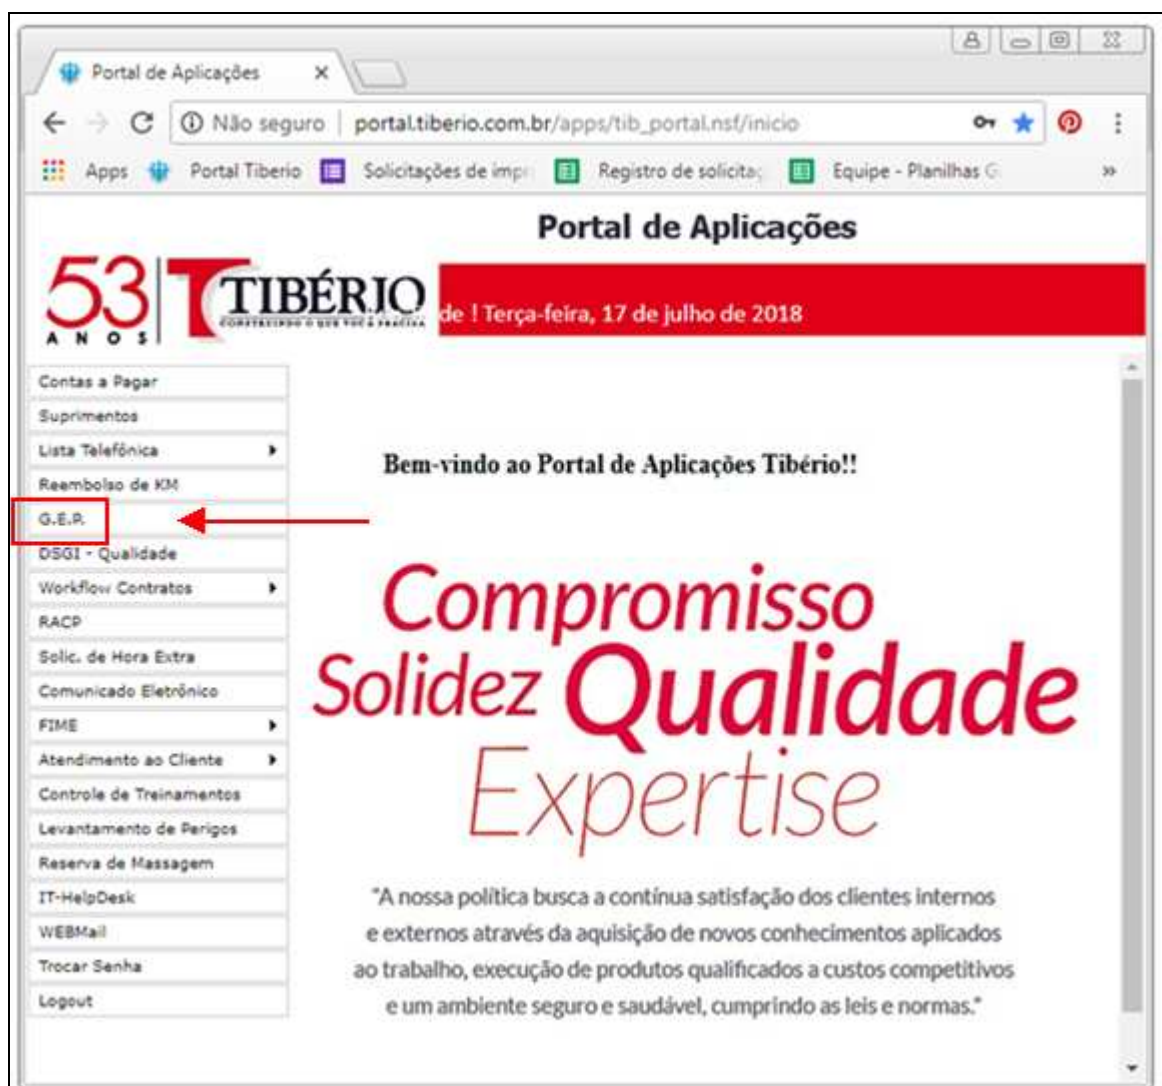 Portal de Aplicações
Não seguro | portal.tiberio.com.br/apps/tib_portal.nsf/inicio
Apps Portal Tiberio Solicitações de impr Registro de solicitaç Equipe - Planilhas G
Portal de Aplicações
53 ANOS
TIBÉRIO
CONSTRUINDO O QUE VOCÊ PRECISA
de ! Terça-feira, 17 de julho de 2018
Contas a Pagar
Suprimentos
Lista Telefônica
Reembolso de KM
G.E.P.
DSGI - Qualidade
Workflow Contratos
RACP
Solic. de Hora Extra
Comunicado Eletrônico
FIME
Atendimento ao Cliente
Controle de Treinamentos
Levantamento de Perigos
Reserva de Massagem
IT-HelpDesk
WEBMail
Trocar Senha
Logout
Bem-vindo ao Portal de Aplicações Tibério!!
Compromisso
Solidez Qualidade
Expertise
"A nossa política busca a contínua satisfação dos clientes internos
e externos através da aquisição de novos conhecimentos aplicados
ao trabalho, execução de produtos qualificados a custos competitivos
e um ambiente seguro e saudável, cumprindo as leis e normas."